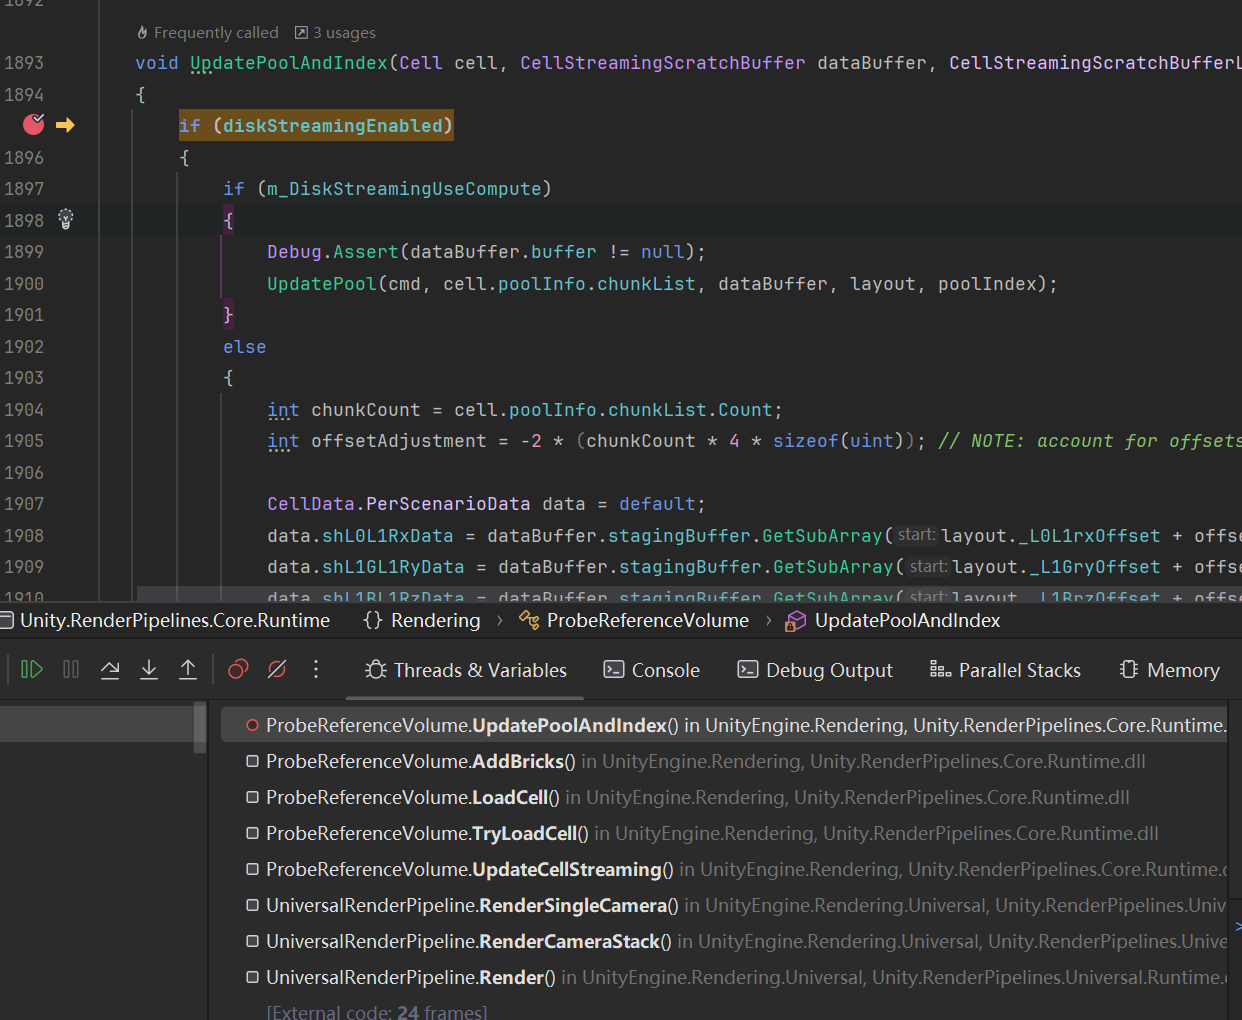 1892
Frequently called 3 usages
1893 void UpdatePoolAndIndex(Cell cell, CellStreamingScratchBuffer dataBuffer, CellStreamingScratchBufferL
1894 {
if (diskStreamingEnabled)
1896 {
1897 if (m_DiskStreamingUseCompute)
1898 {
1899 Debug.Assert(dataBuffer.buffer != null);
1900 UpdatePool(cmd, cell.poolInfo.chunkList, dataBuffer, layout, poolIndex);
1901 }
1902 else
1903 {
1904 int chunkCount = cell.poolInfo.chunkList.Count;
1905 int offsetAdjustment = -2 * (chunkCount * 4 * sizeof(uint)); // NOTE: account for offsets
1906
1907 CellData.PerScenarioData data = default;
1908 data.shL0L1RxData = dataBuffer.stagingBuffer.GetSubArray( start: layout._L0L1rxOffset + offse
1909 data.shL1GL1RyData = dataBuffer.stagingBuffer.GetSubArray( start: layout._L1GryOffset + offse
1910 data.shL1BL1RzData = dataBuffer.stagingBuffer.GetSubArray( start: layout._L1BrzOffset + offse
Unity.RenderPipelines.Core.Runtime {} Rendering › ProbeReferenceVolume › UpdatePoolAndIndex
Threads & Variables Console Debug Output Parallel Stacks Memory
ProbeReferenceVolume.UpdatePoolAndIndex() in UnityEngine.Rendering, Unity.RenderPipelines.Core.Runtime.
ProbeReferenceVolume.AddBricks() in UnityEngine.Rendering, Unity.RenderPipelines.Core.Runtime.dll
ProbeReferenceVolume.LoadCell() in UnityEngine.Rendering, Unity.RenderPipelines.Core.Runtime.dll
ProbeReferenceVolume.TryLoadCell() in UnityEngine.Rendering, Unity.RenderPipelines.Core.Runtime.dll
ProbeReferenceVolume.UpdateCellStreaming() in UnityEngine.Rendering, Unity.RenderPipelines.Core.Runtime.d
UniversalRenderPipeline.RenderSingleCamera() in UnityEngine.Rendering.Universal, Unity.RenderPipelines.Univ
UniversalRenderPipeline.RenderCameraStack() in UnityEngine.Rendering.Universal, Unity.RenderPipelines.Unive
UniversalRenderPipeline.Render() in UnityEngine.Rendering.Universal, Unity.RenderPipelines.Universal.Runtime.d
[External code: 24 frames]